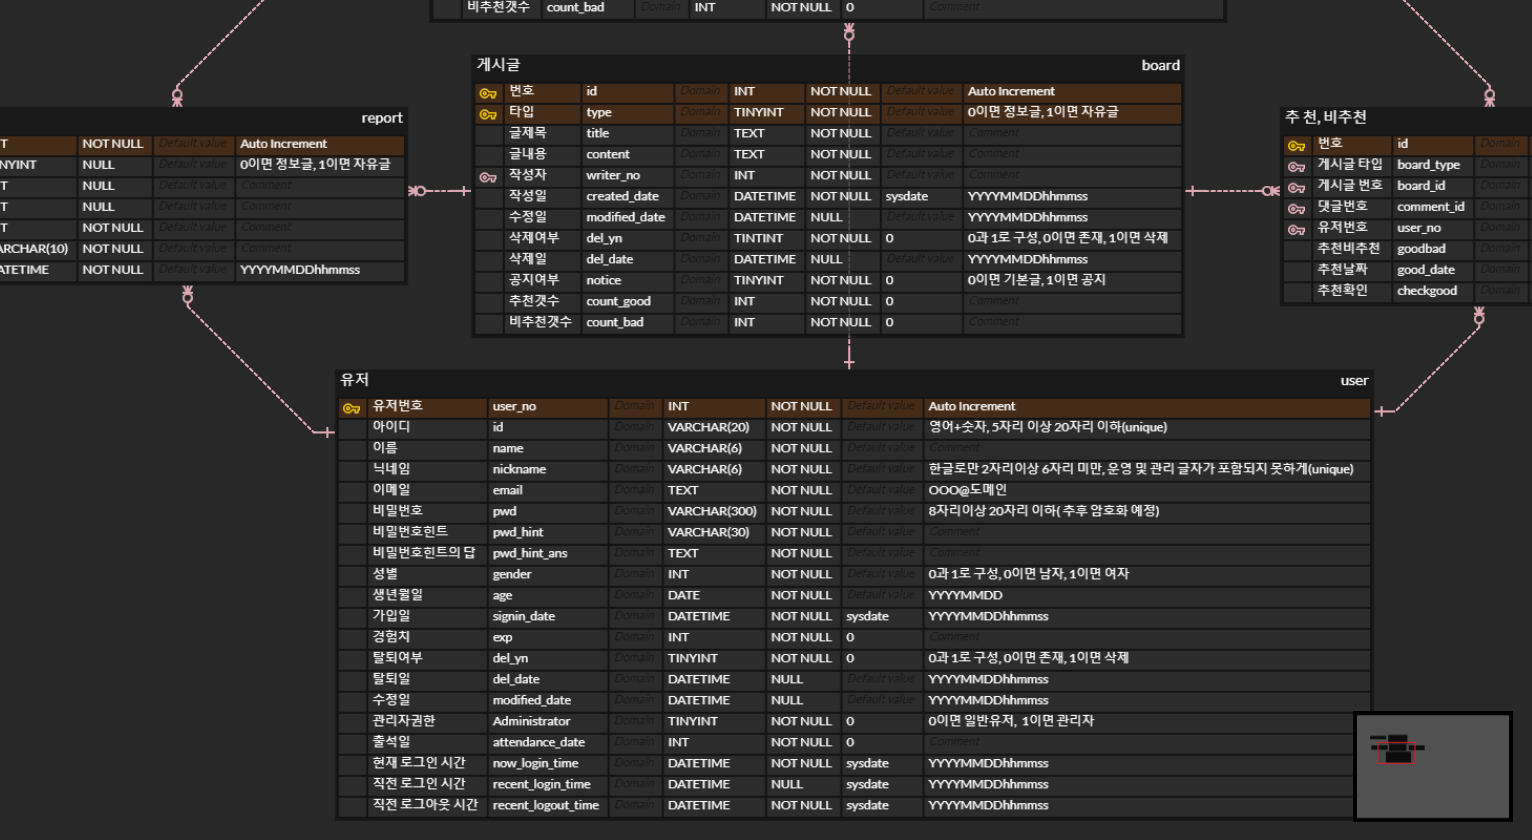 비추천갯수 count_bad Domain INT NOT NULL 0 Comment
게시글 board
번호 id Domain INT NOT NULL Default value Auto Increment
타입 type Domain TINYINT NOT NULL Default value 0이면 정보글, 1이면 자유글
글제목 title Domain TEXT NOT NULL Default value Comment
글내용 content Domain TEXT NOT NULL Default value Comment
작성자 writer_no Domain INT NOT NULL Default value Comment
작성일 created_date Domain DATETIME NOT NULL sysdate YYYYMMDDhhmmss
수정일 modified_date Domain DATETIME NULL Default value YYYYMMDDhhmmss
삭제여부 del_yn Domain TINTINT NOT NULL 0 0과 1로 구성, 0이면 존재, 1이면 삭제
삭제일 del_date Domain DATETIME NULL Default value YYYYMMDDhhmmss
공지여부 notice Domain TINYINT NOT NULL 0 0이면 기본글, 1이면 공지
추천갯수 count_good Domain INT NOT NULL 0 Comment
비추천갯수 count_bad Domain INT NOT NULL 0 Comment
report
T NOT NULL Default value Auto Increment
NYINT NULL Default value 0이면 정보글, 1이면 자유글
T NULL Default value Comment
T NULL Default value Comment
T NOT NULL Default value Comment
ARCHAR(10) NOT NULL Default value Comment
ATETIME NOT NULL Default value YYYYMMDDhhmmss
추 천, 비추천
번호 id Domain
게시글 타입 board_type Domain
게시글 번호 board_id Domain
댓글번호 comment_id Domain
유저번호 user_no Domain
추천비추천 goodbad Domain
추천날짜 good_date Domain
추천확인 checkgood Domain
유저 user
유저번호 user_no Domain INT NOT NULL Default value Auto Increment
아이디 id Domain VARCHAR(20) NOT NULL Default value 영어+숫자, 5자리 이상 20자리 이하(unique)
이름 name Domain VARCHAR(6) NOT NULL Default value Comment
닉네임 nickname Domain VARCHAR(6) NOT NULL Default value 한글로만 2자리이상 6자리 미만, 운영 및 관리 글자가 포함되지 못하게(unique)
이메일 email Domain TEXT NOT NULL Default value OOO@도메인
비밀번호 pwd Domain VARCHAR(300) NOT NULL Default value 8자리이상 20자리 이하( 추후 암호화 예정)
비밀번호힌트 pwd_hint Domain VARCHAR(30) NOT NULL Default value Comment
비밀번호힌트의 답 pwd_hint_ans Domain TEXT NOT NULL Default value Comment
성별 gender Domain INT NOT NULL Default value 0과 1로 구성, 0이면 남자, 1이면 여자
생년월일 age Domain DATE NOT NULL Default value YYYYMMDD
가입일 signin_date Domain DATETIME NOT NULL sysdate YYYYMMDDhhmmss
경험치 exp Domain INT NOT NULL 0 Comment
탈퇴여부 del_yn Domain TINYINT NOT NULL 0 0과 1로 구성, 0이면 존재, 1이면 삭제
탈퇴일 del_date Domain DATETIME NULL Default value YYYYMMDDhhmmss
수정일 modified_date Domain DATETIME NULL Default value YYYYMMDDhhmmss
관리자권한 Administrator Domain TINYINT NOT NULL 0 0이면 일반유저, 1이면 관리자
출석일 attendance_date Domain INT NOT NULL 0 Comment
현재 로그인 시간 now_login_time Domain DATETIME NOT NULL sysdate YYYYMMDDhhmmss
직전 로그인 시간 recent_login_time Domain DATETIME NULL sysdate YYYYMMDDhhmmss
직전 로그아웃 시간 recent_logout_time Domain DATETIME NOT NULL sysdate YYYYMMDDhhmmss